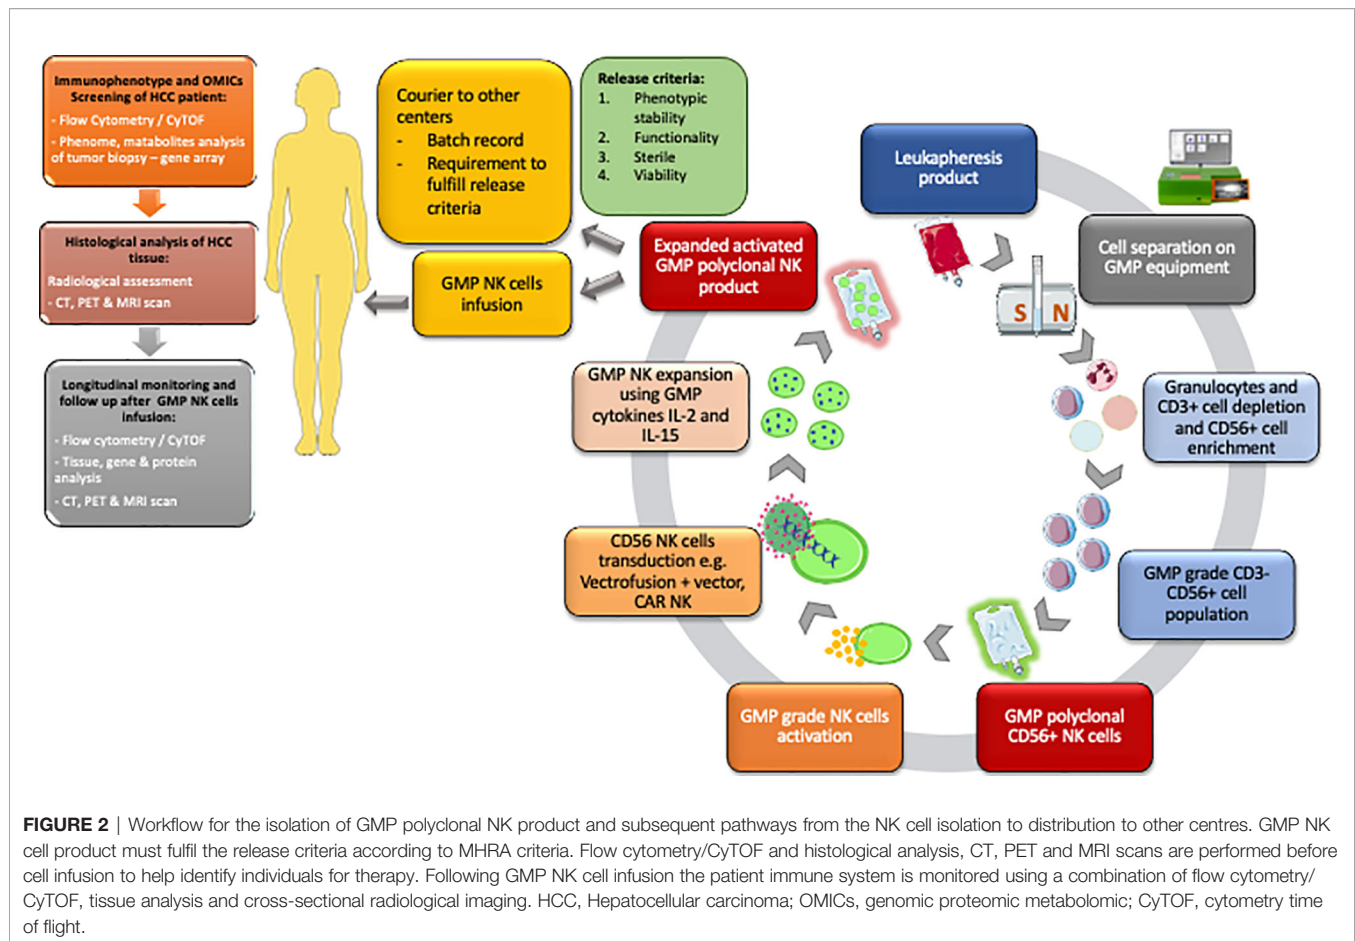 Immunophenotype and OMICs
Screening of HCC patient:
- Flow Cytometry / CyTOF
- Phenome, matabolites analysis
of tumor biopsy – gene array
Histological analysis of HCC
tissue:
Radiological assessment
- CT, PET & MRI scan
Longitudinal monitoring and
follow up after GMP NK cells
infusion:
- Flow cytometry / CyTOF
- Tissue, gene & protein
analysis
- CT, PET & MRI scan
Courier to other
centers
- Batch record
- Requirement to
fulfill release
criteria
GMP NK cells
infusion
Release criteria:
1. Phenotypic
stability
2. Functionality
3. Sterile
4. Viability
Expanded activated
GMP polyclonal NK
product
Leukapheresis
product
Cell separation on
GMP equipment
S N
Granulocytes and
CD3+ cell depletion
and CD56+ cell
enrichment
GMP grade CD3-
CD56+ cell
population
GMP polyclonal
CD56+ NK cells
GMP grade NK cells
activation
CD56 NK cells
transduction e.g.
Vectrofusion + vector,
CAR NK
GMP NK expansion
using GMP
cytokines IL-2 and
IL-15
FIGURE 2 | Workflow for the isolation of GMP polyclonal NK product and subsequent pathways from the NK cell isolation to distribution to other centres. GMP NK
cell product must fulfil the release criteria according to MHRA criteria. Flow cytometry/CyTOF and histological analysis, CT, PET and MRI scans are performed before
cell infusion to help identify individuals for therapy. Following GMP NK cell infusion the patient immune system is monitored using a combination of flow cytometry/
CyTOF, tissue analysis and cross-sectional radiological imaging. HCC, Hepatocellular carcinoma; OMICs, genomic proteomic metabolomic; CyTOF, cytometry time
of flight.